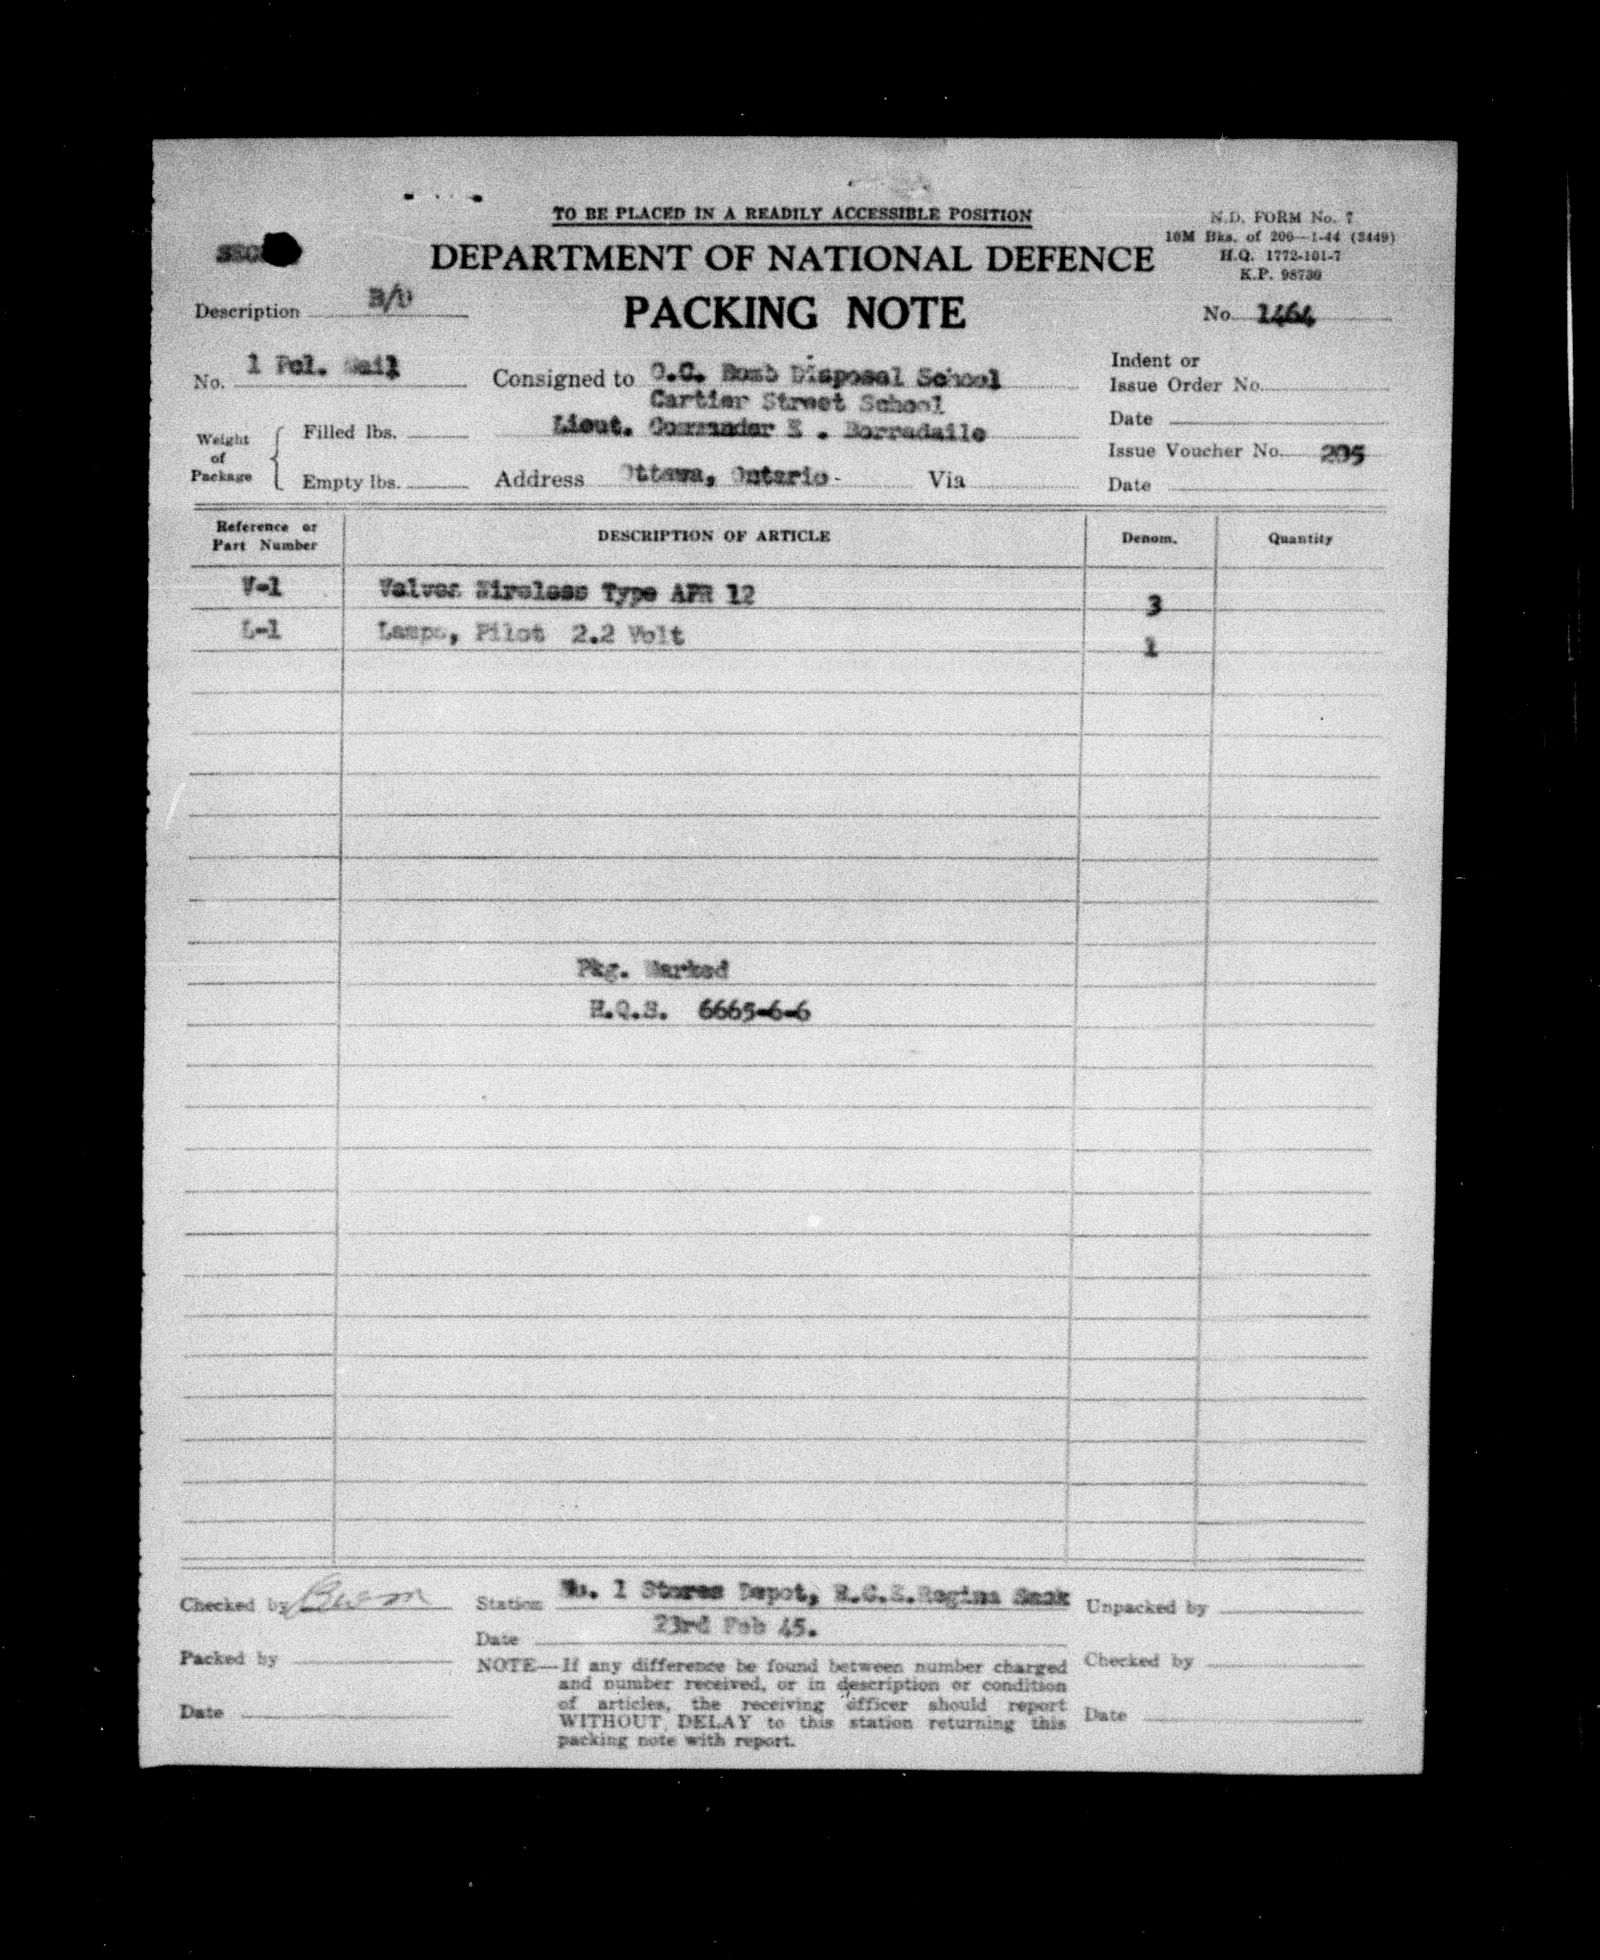 TO BE PLACED IN A READILY ACCESSIBLE POSITION
N.D. FORM No. 7
10M Bks. of 200—1-44 (3449)
H.Q. 1772-101-7
K.P. 98730
DEPARTMENT OF NATIONAL DEFENCE
PACKING NOTE
Description B/D
No. 1464
No. 1 Pcl. Mail
Consigned to O.C. Bomb Disposal School
Cartier Street School
Lieut. Commander E . Borradaile
Indent or
Issue Order No.
Date
Weight of Package
Filled lbs.
Empty lbs.
Issue Voucher No. 205
Address Ottawa, Ontario- Via
Date
Reference or Part Number DESCRIPTION OF ARTICLE Denom. Quantity
V-1 Valves Wireless Type APR 12 3
L-1 Lamps, Pilot 2.2 Volt 1
Pkg. Marked
H.Q.S. 6665-6-6
Checked by
Station No. 1 Stores Depot, R.C.E. Regina Sask
Unpacked by
Date 23rd Feb 45.
Packed by
Checked by
NOTE—If any difference be found between number charged
and number received, or in description or condition
of articles, the receiving officer should report
WITHOUT DELAY to this station returning this
packing note with report.
Date
Date